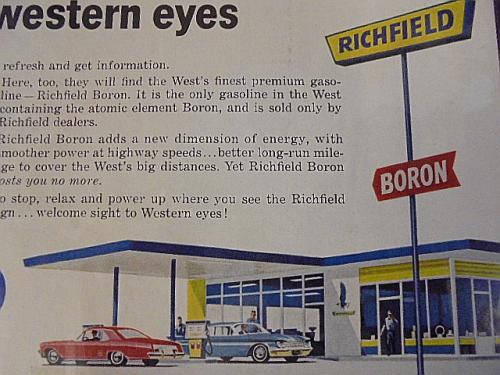 western eyes
refresh and get information.
Here, too, they will find the West's finest premium gaso-
line — Richfield Boron. It is the only gasoline in the West
containing the atomic element Boron, and is sold only by
Richfield dealers.
Richfield Boron adds a new dimension of energy, with
smoother power at highway speeds...better long-run mile-
ge to cover the West's big distances. Yet Richfield Boron
osts you no more.
o stop, relax and power up where you see the Richfield
gn... welcome sight to Western eyes!
RICHFIELD
BORON